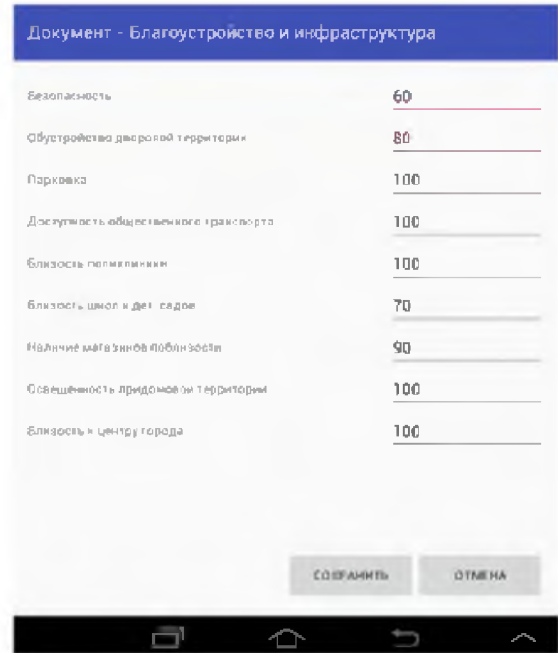 Документ - Благоустройство и инфраструктура
Безопасность 60
Обустройство дворовой территории 80
Парковка 100
Доступность общественного транспорта 100
Близость поликлиники 100
Близость школ и дет. садов 70
Наличие магазинов поблизости 90
Освещённость придомовой территории 100
Близость к центру города 100
СОХРАНИТЬ ОТМЕНА